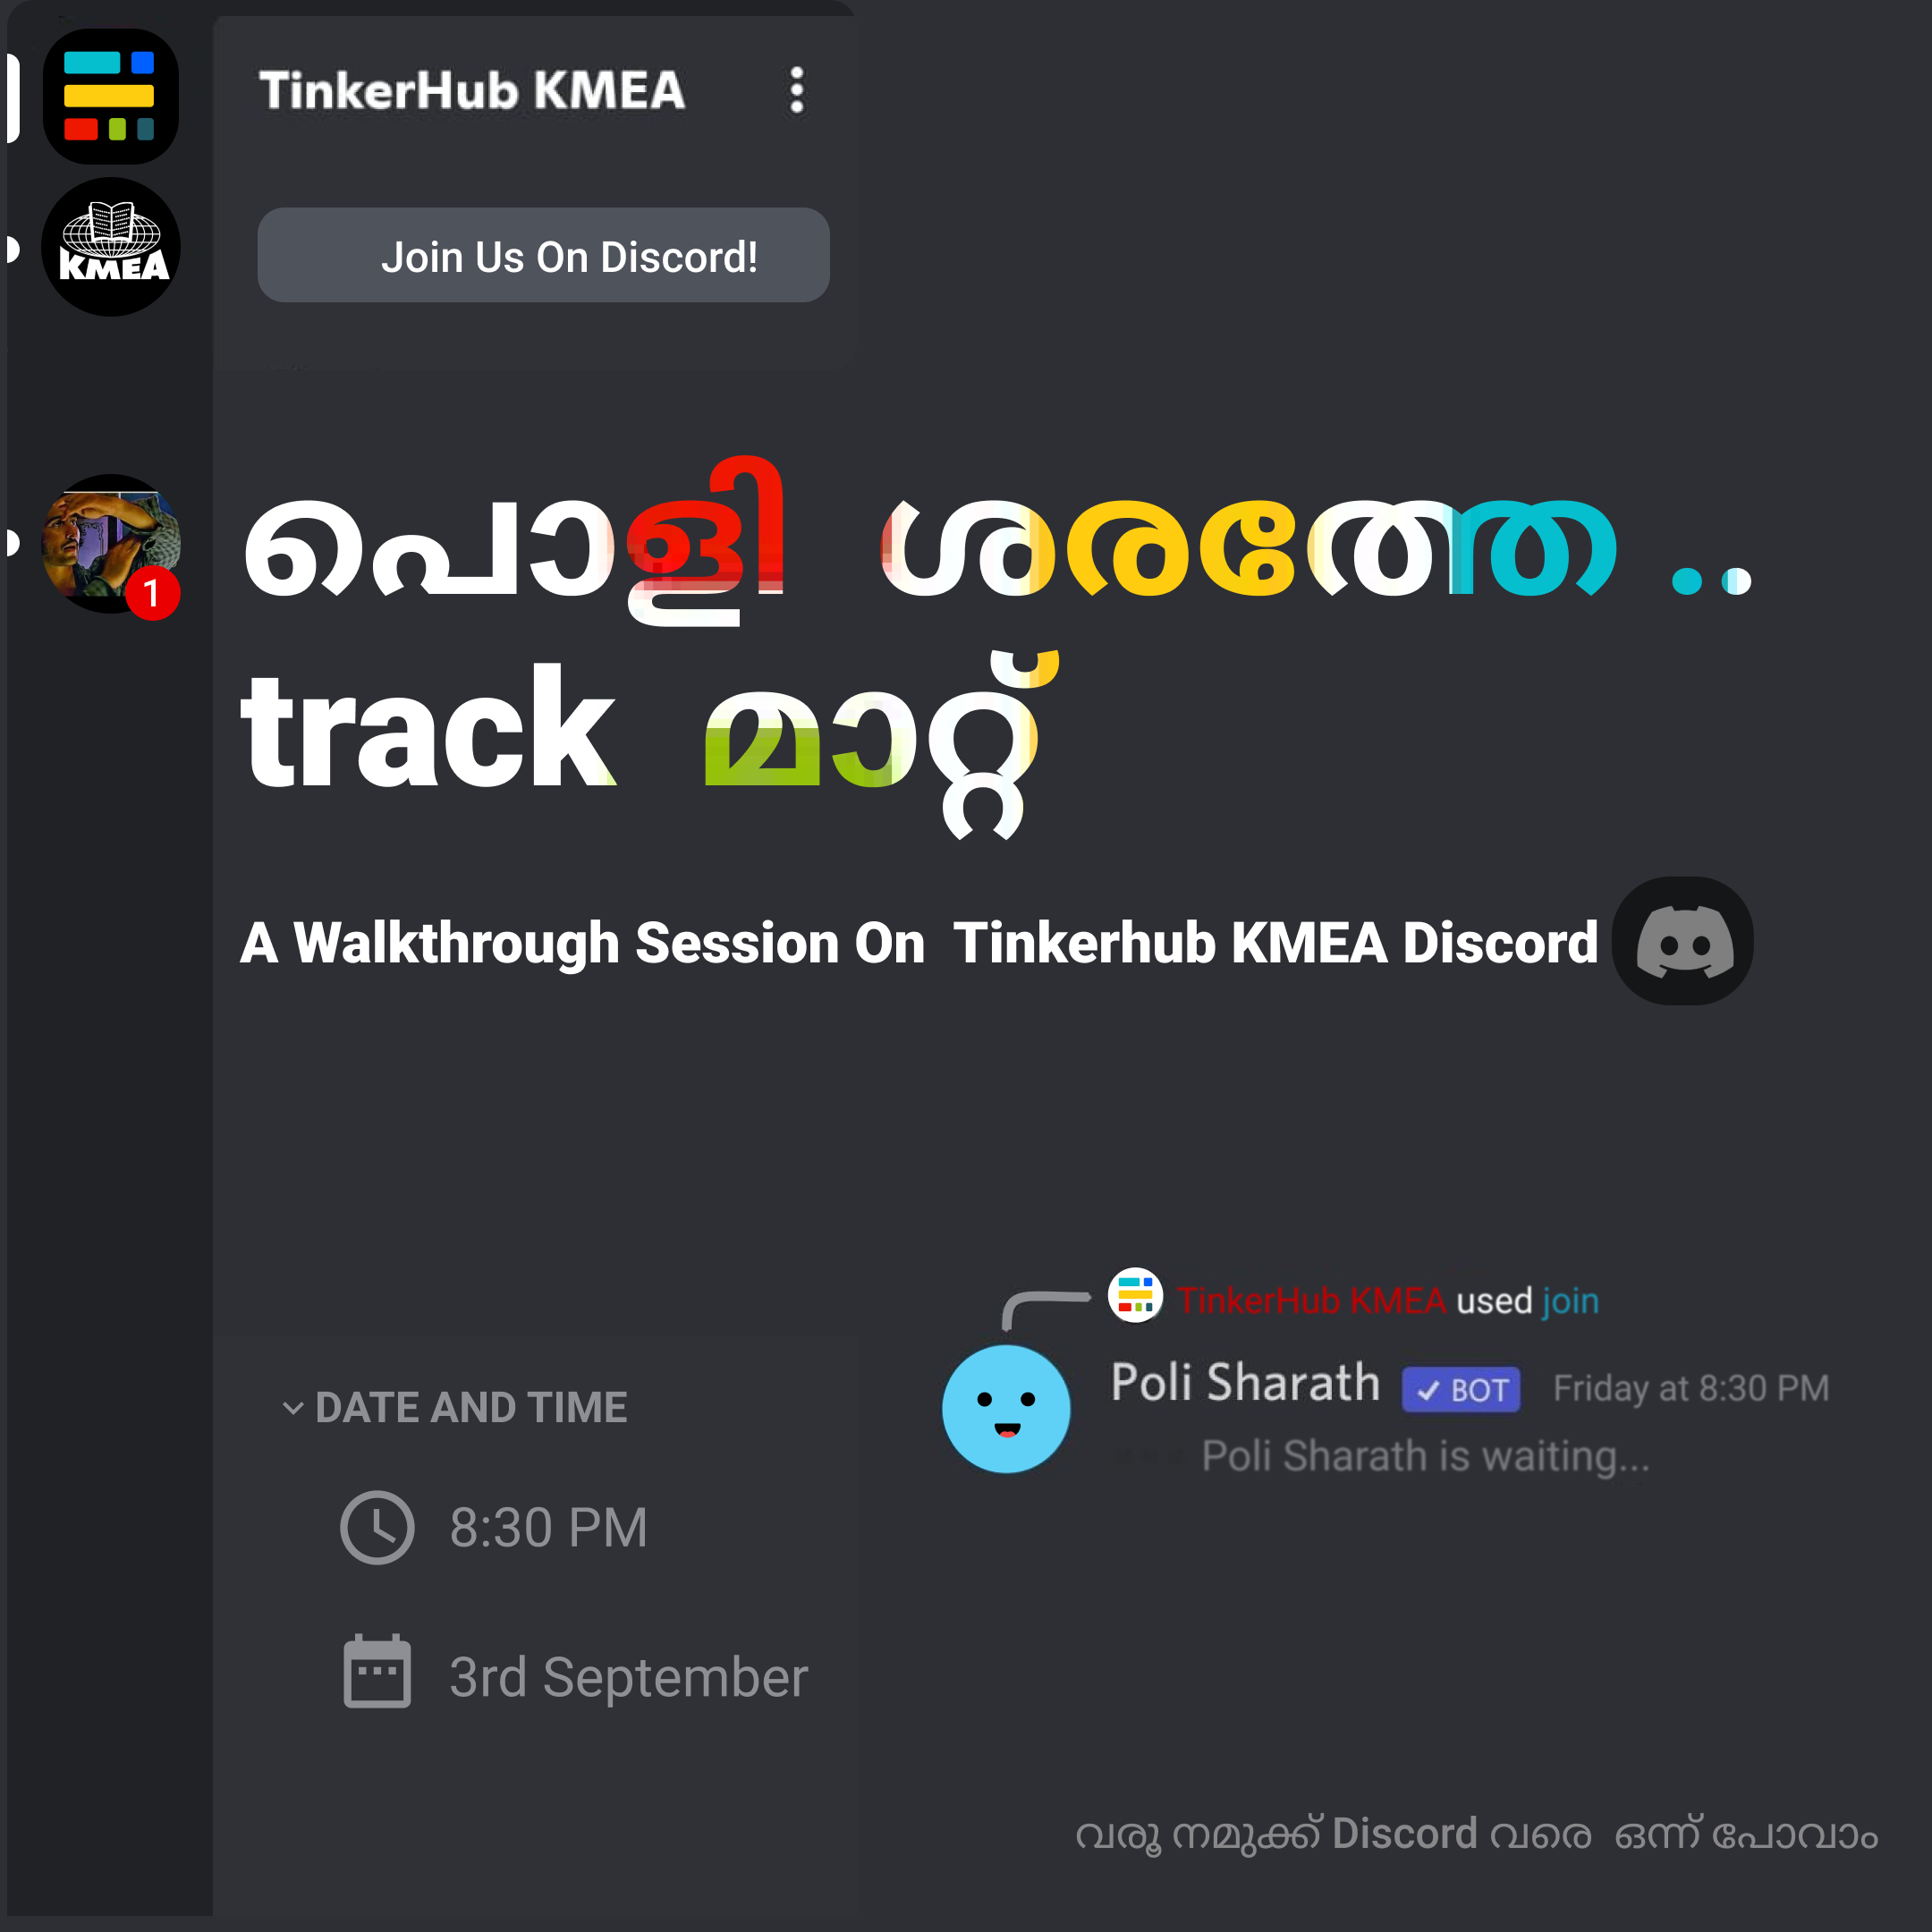 TinkerHub KMEA
KMEA
Join Us On Discord!
1
പൊളി ശരത്തേ ..
track മാറ്റ്
A Walkthrough Session On Tinkerhub KMEA Discord
TinkerHub KMEA used join
Poli Sharath ✓ BOT Friday at 8:30 PM
Poli Sharath is waiting...
DATE AND TIME
8:30 PM
3rd September
വരൂ നമുക്ക് Discord വരെ ഒന്ന് പോവാം